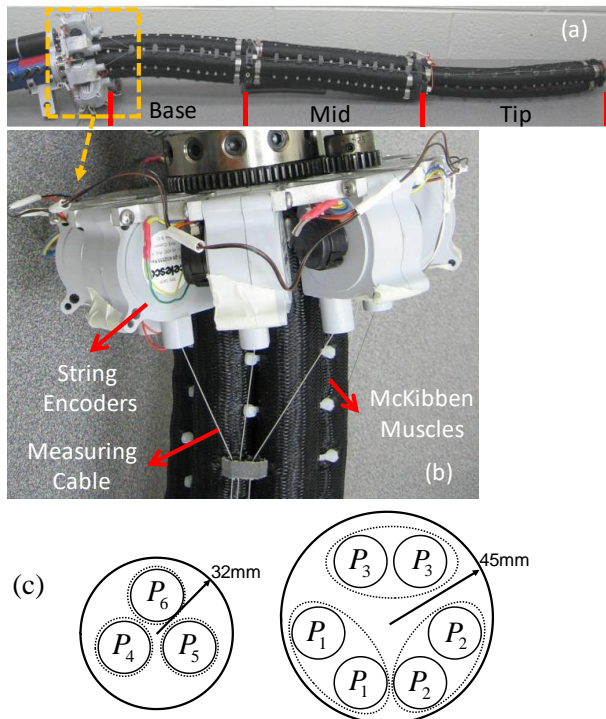 (a)
Base Mid Tip
celesco
String
Encoders
McKibben
Muscles
Measuring
Cable
(b)
(c)
32mm
45mm
P6
P4 P5
P3 P3
P1 P2
P1 P2